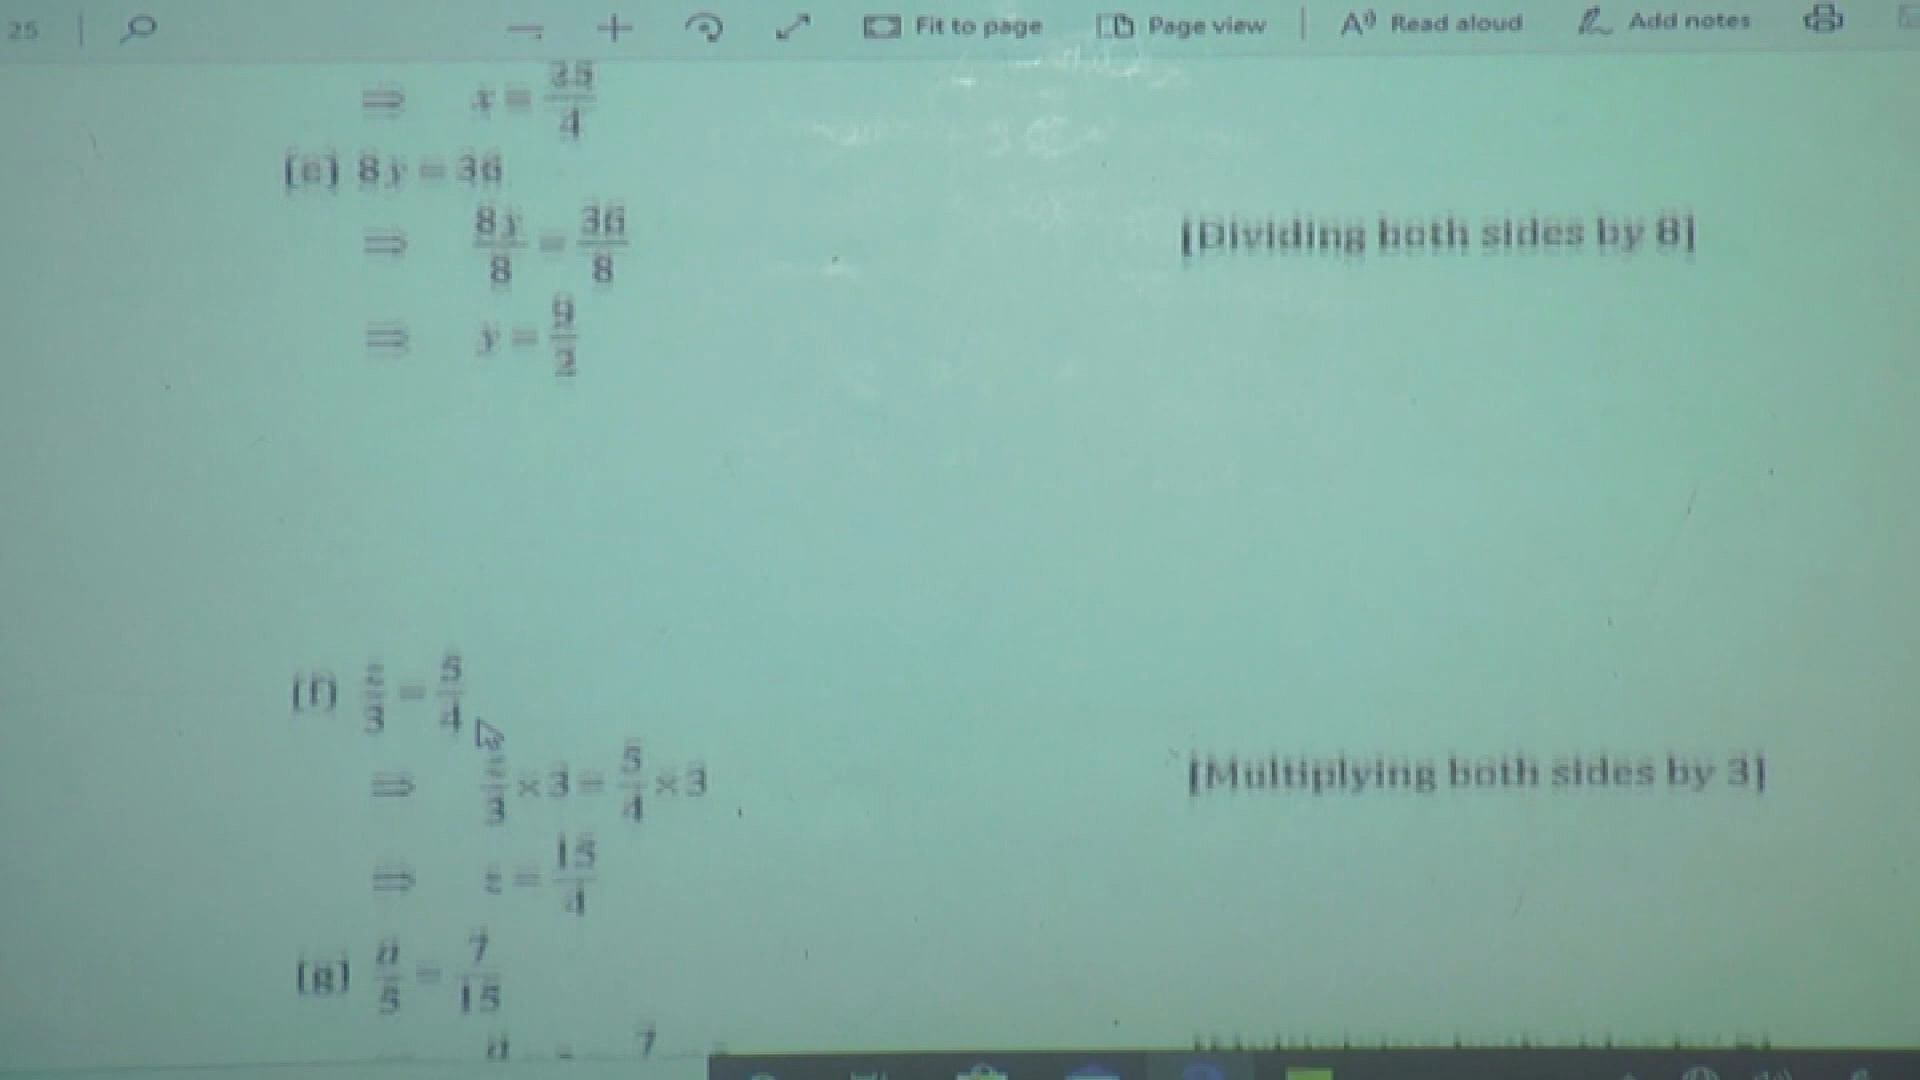 25 Fit to page Page view A Read aloud Add notes
⇒ x = 35/4
(e) 8y = 36
⇒ 8y/8 = 36/8 [Dividing both sides by 8]
⇒ y = 9/2
(f) z/3 = 5/4
⇒ z/3 × 3 = 5/4 × 3 [Multiplying both sides by 3]
⇒ z = 15/4
(g) a/5 = 7/15
a = 7